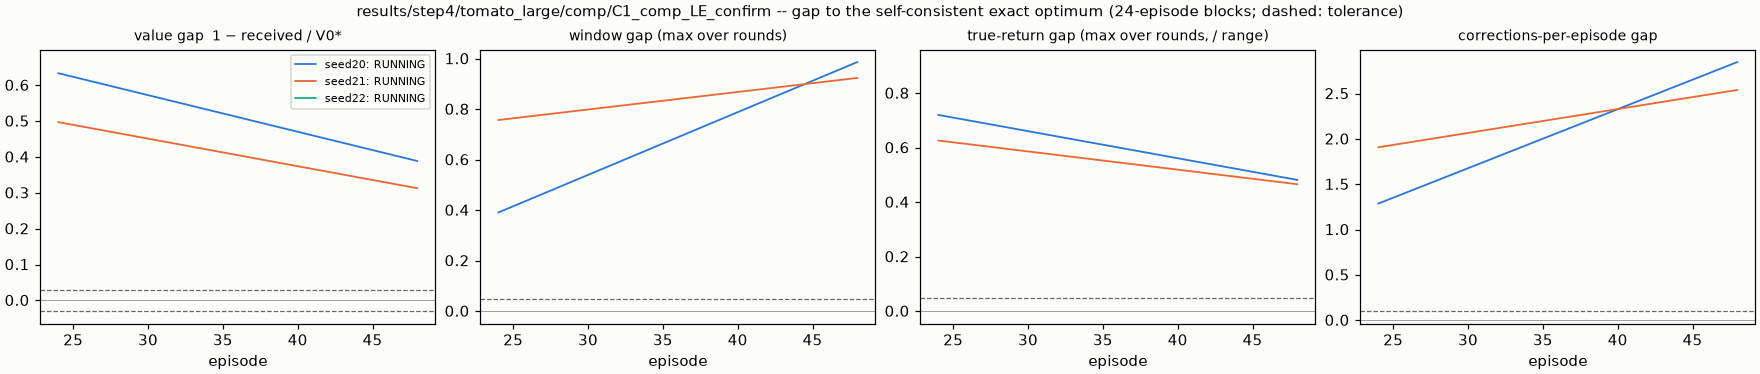 results/step4/tomato_large/comp/C1_comp_LE_confirm -- gap to the self-consistent exact optimum (24-episode blocks; dashed: tolerance)
value gap  1 − received / V0*
seed20: RUNNING
seed21: RUNNING
seed22: RUNNING
0.6
0.5
0.4
0.3
0.2
0.1
0.0
25 30 35 40 45
episode
window gap (max over rounds)
1.0
0.8
0.6
0.4
0.2
0.0
25 30 35 40 45
episode
true-return gap (max over rounds, / range)
0.8
0.6
0.4
0.2
0.0
25 30 35 40 45
episode
corrections-per-episode gap
2.5
2.0
1.5
1.0
0.5
0.0
25 30 35 40 45
episode